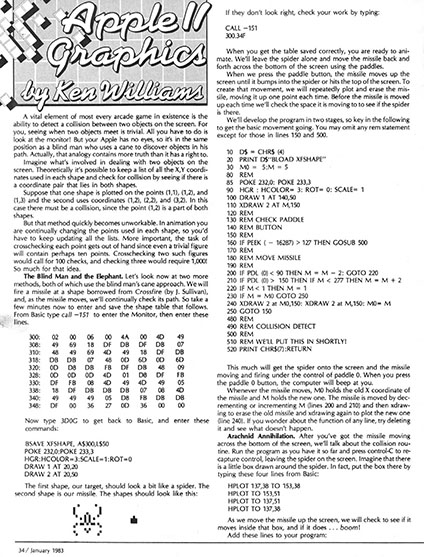 Apple II
Graphics
by Ken Williams
A vital element of most every arcade game in existence is the
ability to detect a collision between two objects on the screen. For
you, seeing when two objects meet is trivial. All you have to do is
look at the monitor! But your Apple has no eyes, so it's in the same
position as a blind man who uses a cane to discover objects in his
path. Actually, that analogy contains more truth than it has a right to.
Imagine what's involved in dealing with two objects on the
screen. Theoretically it's possible to keep a list of all the X,Y coordi-
nates used in each shape and check for collision by seeing if there is
a coordinate pair that lies in both shapes.
Suppose that one shape is plotted on the points (1,1), (1,2), and
(1,3) and the second uses coordinates (1,2), (2,2), and (3,2). In this
case there must be a collision, since the point (1,2) is a part of both
shapes.
But that method quickly becomes unworkable. In animation you
are continually changing the points used in each shape, so you'd
have to keep updating all the lists. More important, the task of
crosschecking each point gets out of hand since even a trivial figure
will contain perhaps ten points. Crosschecking two such figures
would call for 100 checks, and checking three would require 1,000!
So much for that idea.
The Blind Man and the Elephant. Let's look now at two more
methods, both of which use the blind man's cane approach. We will
fire a missile at a shape borrowed from Crossfire (by J. Sullivan),
and, as the missile moves, we'll continually check its path. So take a
few minutes now to enter and save the shape table that follows.
From Basic type call -151 to enter the Monitor, then enter these
lines.
300: 02 00 06 00 4A 00 4D 49
308: 49 69 18 DF DB DF DB 07
310: 48 49 69 4D 49 18 DF DB
318: DB DB 07 48 0D 6D 0D 6D
320: 0D DB DB FB DF DB 48 09
328: 0D 0D 0D 4D 01 DB DF FB
330: DF FB 08 4D 49 4D 49 05
338: 18 DF DB DB DB 07 08 4D
340: 49 49 49 05 D8 FB DB DB
348: DF 00 36 27 0D 36 00 00
Now type 3D0G to get back to Basic, and enter these
commands:
BSAVE XFSHAPE, A$300,L$50
POKE 232,0: POKE 233,3
HGR:HCOLOR=3:SCALE=1:ROT=0
DRAW 1 AT 20,20
DRAW 2 AT 20,50
The first shape, our target, should look a bit like a spider. The
second shape is our missile. The shapes should look like this:
34 / January 1983
If they don't look right, check your work by typing:
CALL -151
300.34F
When you get the table saved correctly, you are ready to ani-
mate. We'll leave the spider alone and move the missile back and
forth across the bottom of the screen using the paddles.
When we press the paddle button, the missile moves up the
screen until it bumps into the spider or hits the top of the screen. To
create that movement, we will repeatedly plot and erase the mis-
sile, moving it up one point each time. Before the missile is moved
up each time we'll check the space it is moving to to see if the spider
is there.
We'll develop the program in two stages, so key in the following
to get the basic movement going. You may omit any rem statement
except for those in lines 150 and 500.
10 D$ = CHR$ (4)
20 PRINT D$"BLOAD XFSHAPE"
30 M0 = 5:M = 5
80 REM
85 POKE 232,0: POKE 233,3
90 HGR : HCOLOR= 3: ROT= 0: SCALE= 1
100 DRAW 1 AT 140,50
110 XDRAW 2 AT M,150
120 REM
130 REM CHECK PADDLE
140 REM BUTTON
150 REM
160 IF PEEK ( - 16287) > 127 THEN GOSUB 500
170 REM
180 REM MOVE MISSILE
190 REM
200 IF PDL (0) < 90 THEN M = M - 2: GOTO 220
210 IF PDL (0) > 150 THEN IF M < 277 THEN M = M + 2
220 IF M < 1 THEN M = 1
230 IF M = M0 GOTO 250
240 XDRAW 2 AT M0,150: XDRAW 2 AT M,150: M0= M
250 GOTO 150
480 REM
490 REM COLLISION DETECT
500 REM
510 REM WE'LL PUT THIS IN SHORTLY!
520 PRINT CHR$(7):RETURN
This much will get the spider onto the screen and the missile
moving and firing under the control of paddle 0. When you press
the paddle 0 button, the computer will beep at you.
Whenever the missile moves, M0 holds the old X coordinate of
the missile and M holds the new one. The missile is moved by dec-
rementing or incrementing M (lines 200 and 210) and then xdraw-
ing to erase the old missile and xdrawing again to plot the new one
(line 240). If you wonder about the function of any line, try deleting
it and see what doesn't happen.
Arachnid Annihilation. After you've got the missile moving
across the bottom of the screen, we'll talk about the collision rou-
tine. Run the program as you have it so far and press control-C to re-
capture control, leaving the spider on the screen. Imagine that there
is a little box drawn around the spider. In fact, put the box there by
typing these four lines from Basic:
HPLOT 137,38 TO 153,38
HPLOT TO 153,51
HPLOT TO 137,51
HPLOT TO 137,38
As we move the missile up the screen, we will check to see if it
moves inside that box, and if it does . . . boom!
Add these lines to your program: